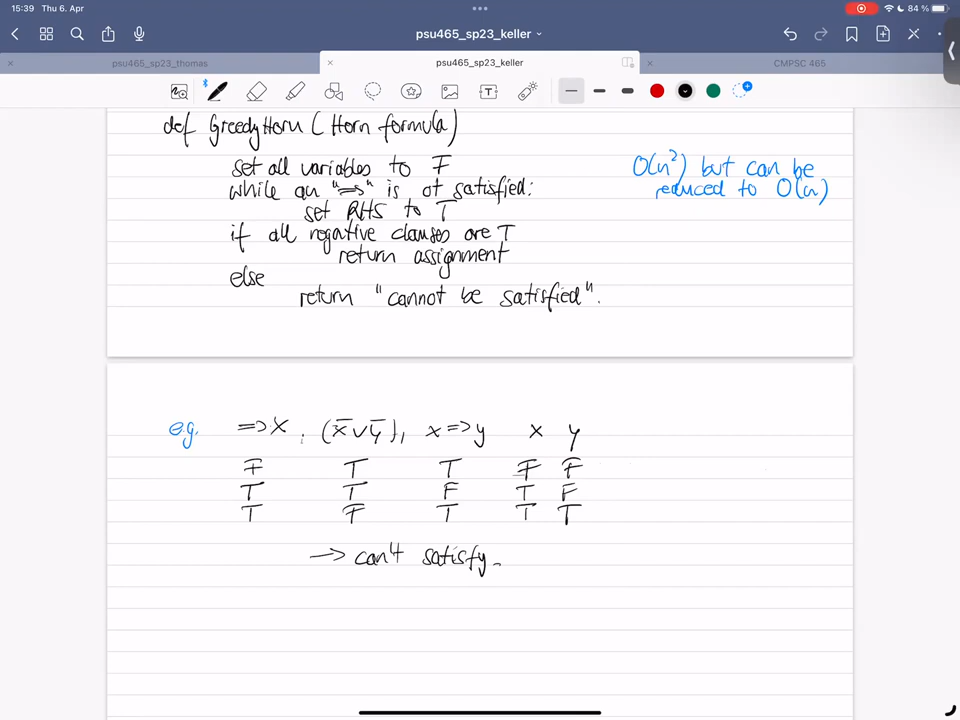 15:39 Thu 6. Apr
84 %
psu465_sp23_keller
psu465_sp23_thomas
psu465_sp23_keller
CMPSC 465
def GreedyHorn (Horn formula)
set all variables to F
while an "=>" is ot satisfied:
set RHS to T
if all negative clauses are T
return assignment
else
return "cannot be satisfied".
O(n²) but can be
reduced to O(n)
e.g. => X, (x̄ ∨ ȳ), x => y x y
F T T F F
T T F T F
T F T T T
→ can't satisfy.